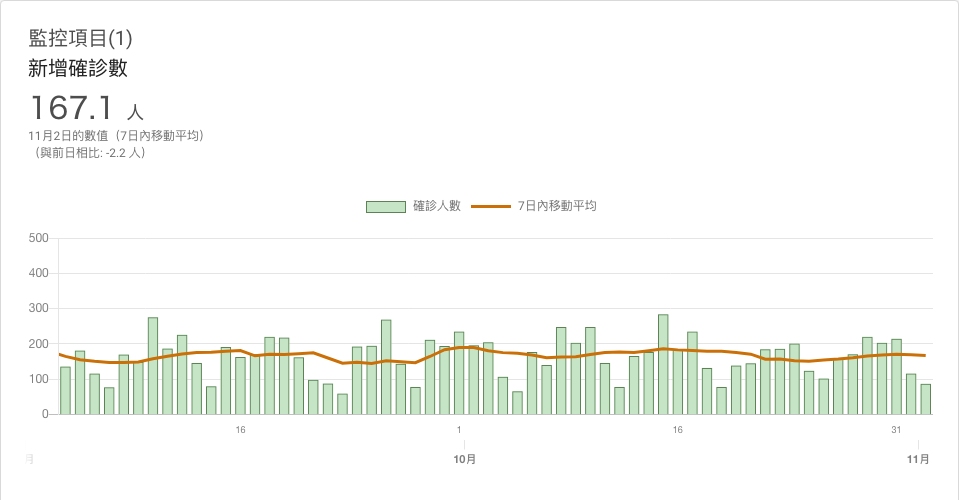 監控項目(1)
新增確診數
167.1 人
11月2日的數值（7日內移動平均）
（與前日相比: -2.2 人）
確診人數 7日內移動平均
500
400
300
200
100
0
16 1 16 31
月 10月 11月